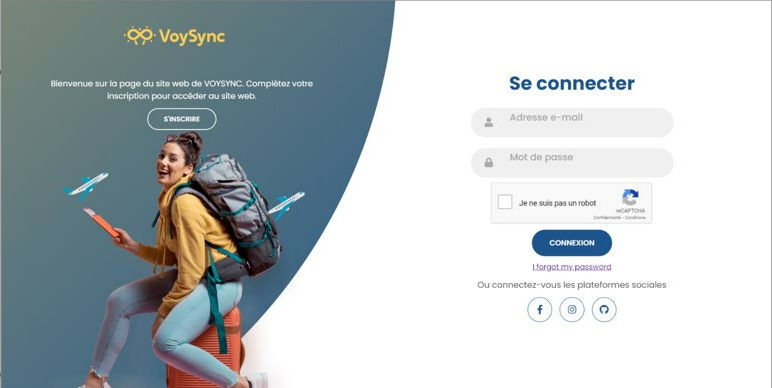 VoySync
Bienvenue sur la page du site web de VOYSYNC. Complétez votre
inscription pour accéder au site web.
S'INSCRIRE
Se connecter
Adresse e-mail
Mot de passe
Je ne suis pas un robot
reCAPTCHA
Confidentialité - Conditions
CONNEXION
I forgot my password
Ou connectez-vous les plateformes sociales